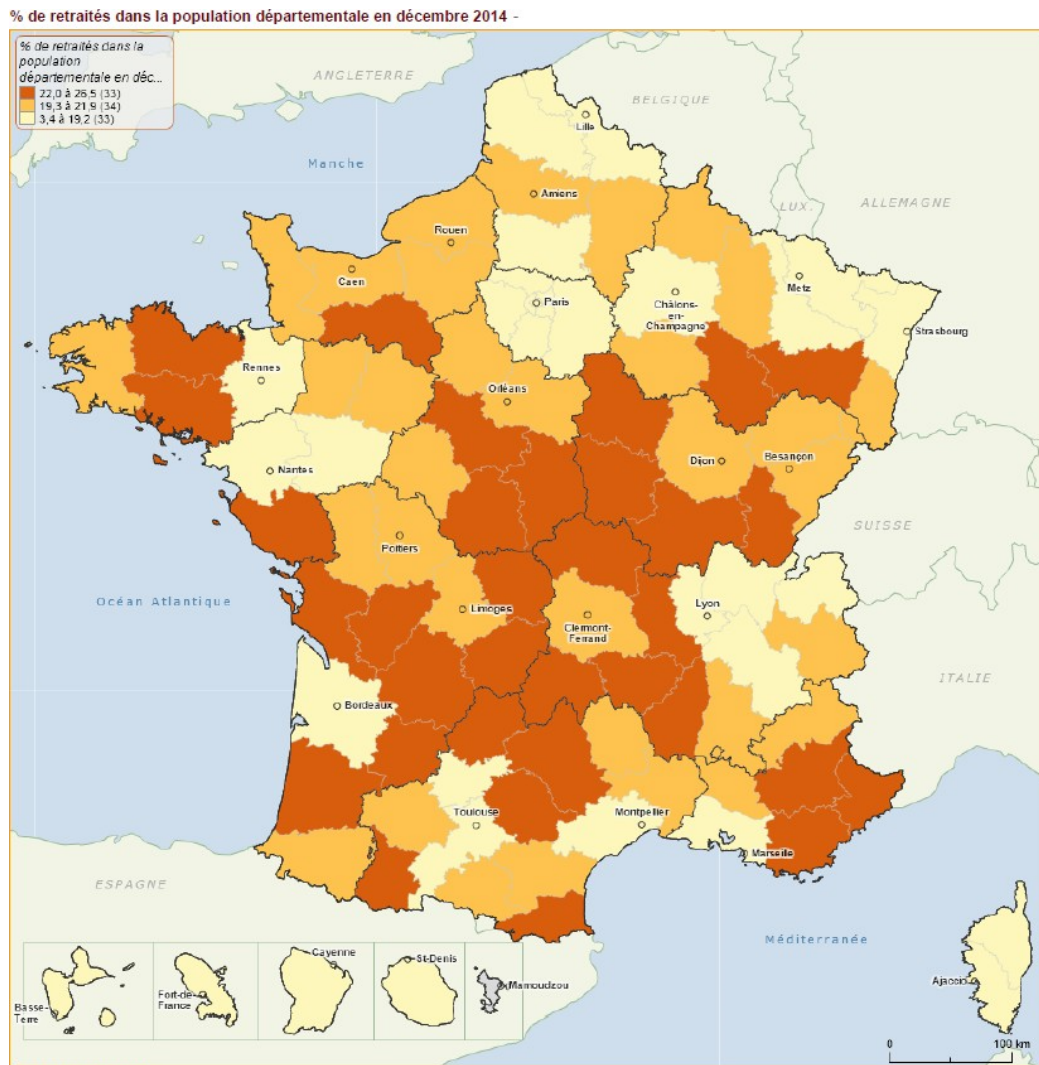 % de retraités dans la population départementale en décembre 2014 -
% de retraités dans la
population
départementale en déc...
22,0 à 26,5 (33)
19,3 à 21,9 (34)
3,4 à 19,2 (33)
ANGLETERRE
BELGIQUE
Lille
Manche
Amiens
LUX.
ALLEMAGNE
Rouen
Caen
Paris
Metz
Châlons-
en-
Champagne
Strasbourg
Rennes
Orléans
Nantes
Dijon
Besançon
SUISSE
Poitiers
Océan Atlantique
Limoges
Clermont-
Ferrand
Lyon
ITALIE
Bordeaux
Toulouse
Montpellier
Marseille
ESPAGNE
Méditerranée
Basse-
Terre
Fort-de-
France
Cayenne
St-Denis
Mamoudzou
Ajaccio
0
100 km